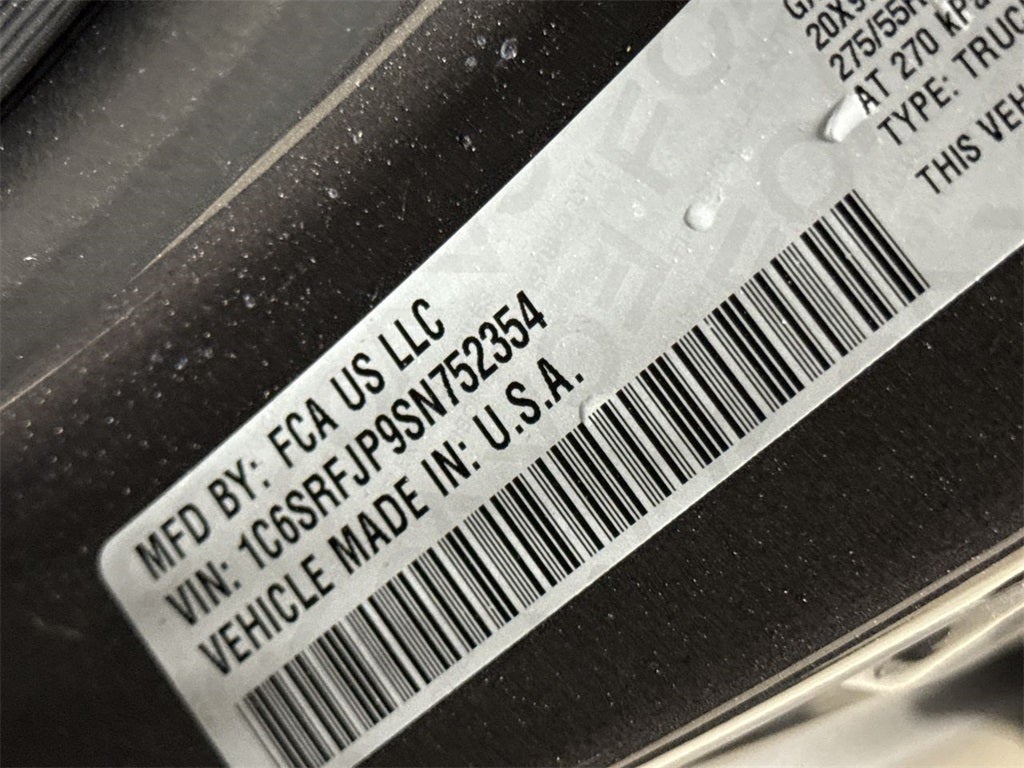 20X9
275/55R
AT 270 kPa
TYPE: TRUC
THIS VEH
MFD BY: FCA US LLC
VIN: 1C6SRFJP9SN752354
VEHICLE MADE IN: U.S.A.